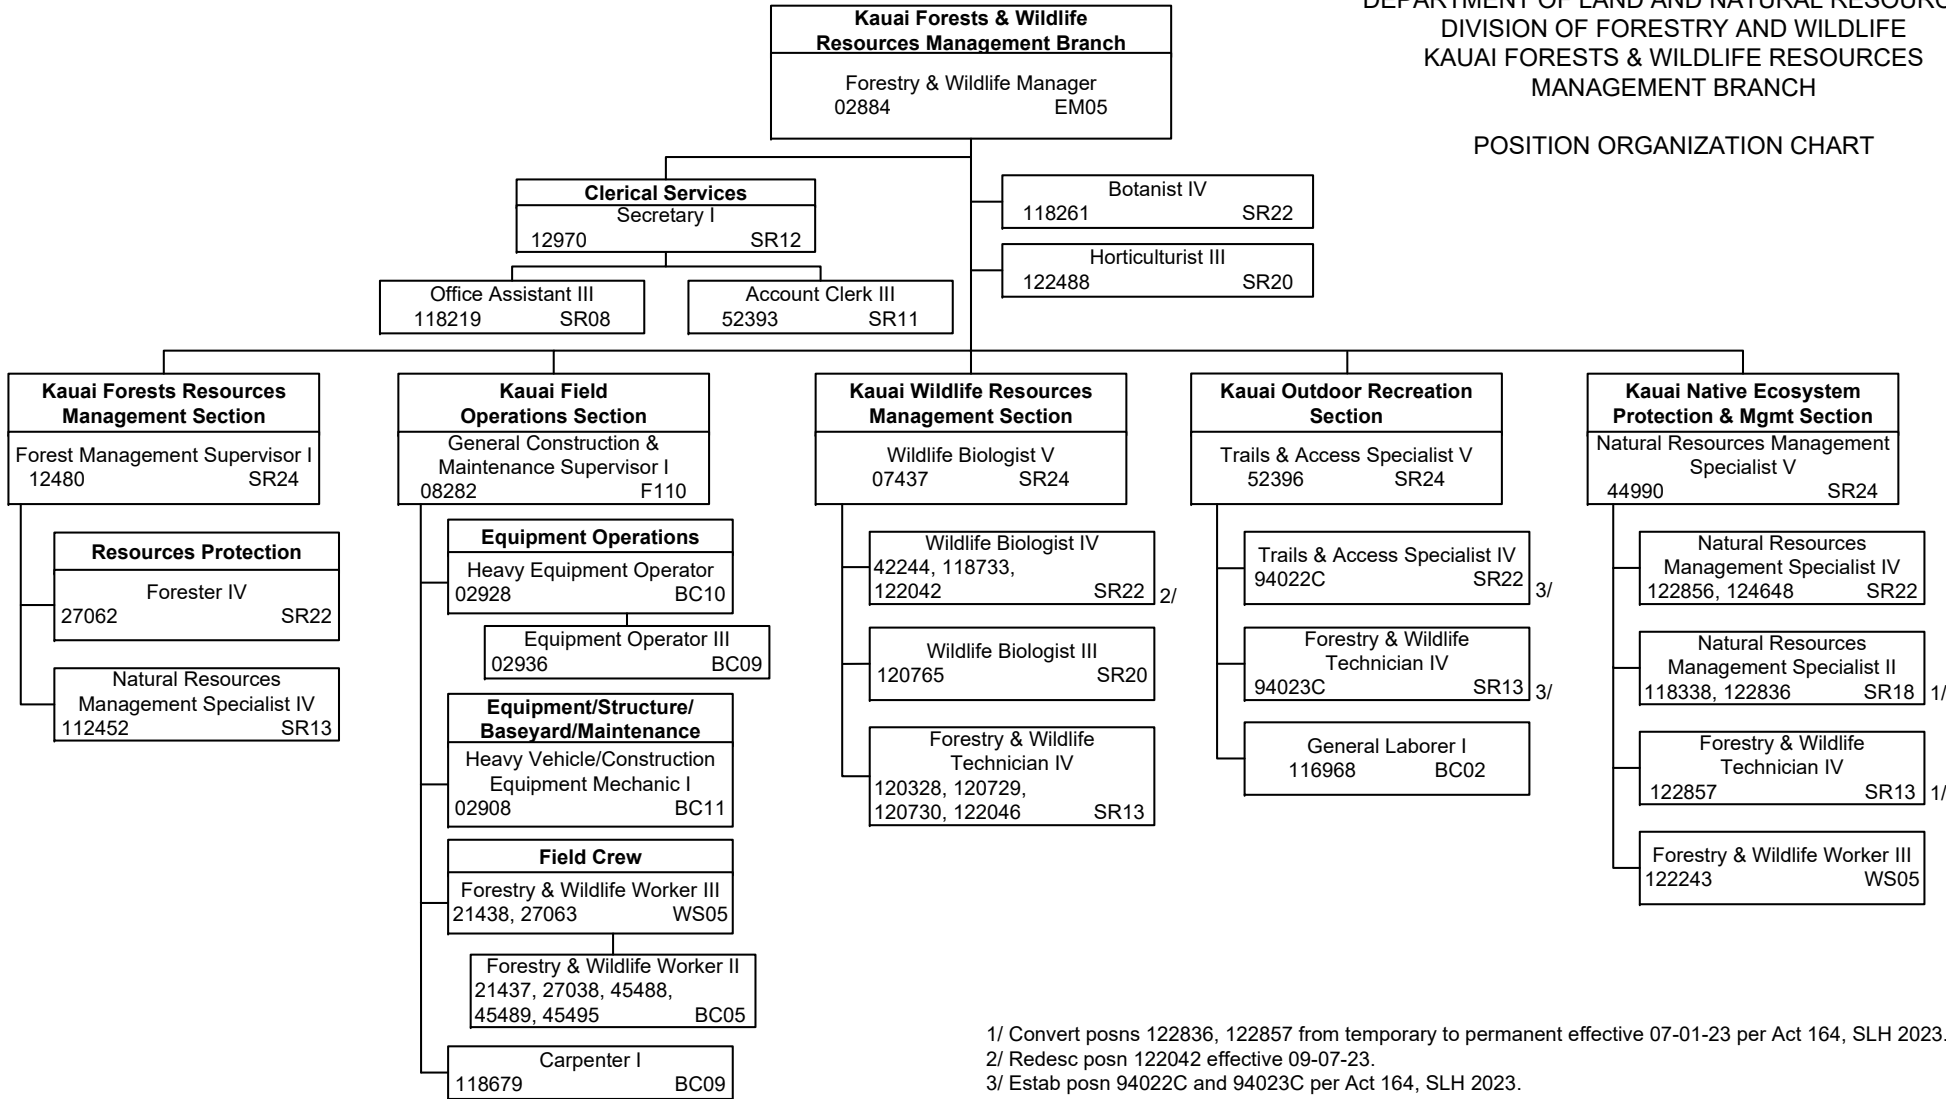 DEPARTMENT OF LAND AND NATURAL
DIVISION OF FORESTRY AND WILDLIFE
KAUAI FORESTS & WILDLIFE RESOURCES
MANAGEMENT BRANCH
POSITION ORGANIZATION CHART
Kauai Forests & Wildlife
Resources Management Branch
Forestry & Wildlife Manager
02884 EM05
Clerical Services
Secretary I
12970 SR12
Office Assistant III
118219 SR08
Account Clerk III
52393 SR11
Botanist IV
118261 SR22
Horticulturist III
122488 SR20
Kauai Forests Resources
Management Section
Forest Management Supervisor I
12480 SR24
Resources Protection
Forester IV
27062 SR22
Natural Resources
Management Specialist IV
112452 SR13
Kauai Field
Operations Section
General Construction &
Maintenance Supervisor I
08282 F110
Equipment Operations
Heavy Equipment Operator
02928 BC10
Equipment Operator III
02936 BC09
Equipment/Structure/
Baseyard/Maintenance
Heavy Vehicle/Construction
Equipment Mechanic I
02908 BC11
Field Crew
Forestry & Wildlife Worker III
21438, 27063 WS05
Forestry & Wildlife Worker II
21437, 27038, 45488,
45489, 45495 BC05
Carpenter I
118679 BC09
Kauai Wildlife Resources
Management Section
Wildlife Biologist V
07437 SR24
Wildlife Biologist IV
42244, 118733,
122042 SR22 2/
Wildlife Biologist III
120765 SR20
Forestry & Wildlife
Technician IV
120328, 120729,
120730, 122046 SR13
Kauai Outdoor Recreation
Section
Trails & Access Specialist V
52396 SR24
Trails & Access Specialist IV
94022C SR22 3/
Forestry & Wildlife
Technician IV
94023C SR13 3/
General Laborer I
116968 BC02
Kauai Native Ecosystem
Protection & Mgmt Section
Natural Resources Management
Specialist V
44990 SR24
Natural Resources
Management Specialist IV
122856, 124648 SR22
Natural Resources
Management Specialist II
118338, 122836 SR18 1/
Forestry & Wildlife
Technician IV
122857 SR13 1/
Forestry & Wildlife Worker III
122243 WS05
1/ Convert posns 122836, 122857 from temporary to permanent effective 07-01-23 per Act 164, SLH 2023.
2/ Redesc posn 122042 effective 09-07-23.
3/ Estab posn 94022C and 94023C per Act 164, SLH 2023.